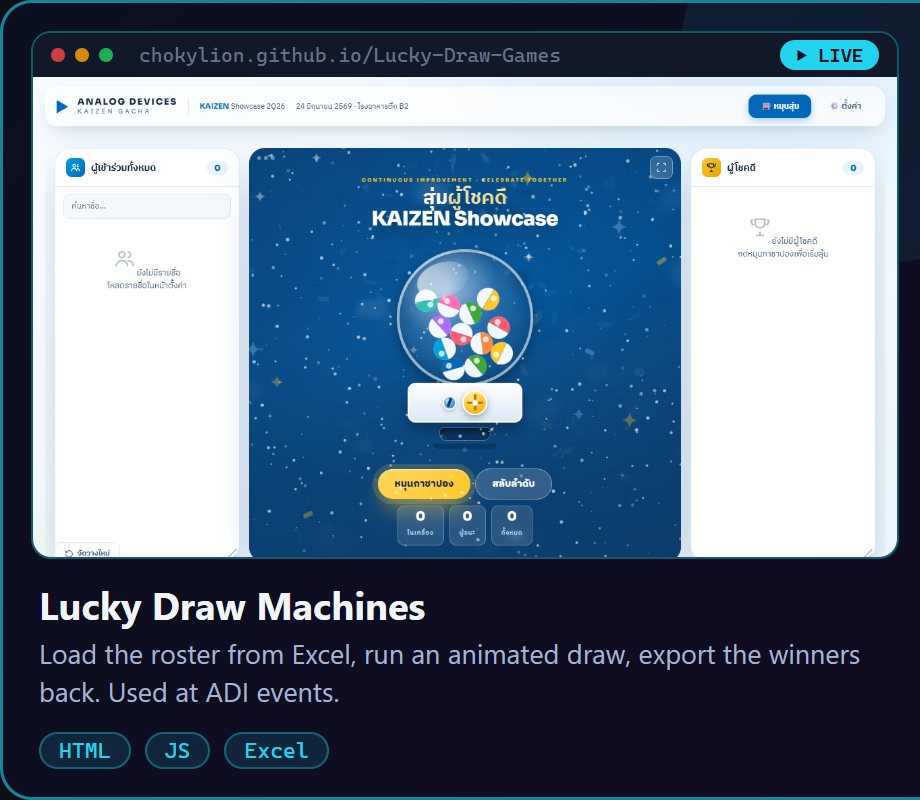 chokylion.github.io/Lucky-Draw-Games
LIVE
ANALOG DEVICES
KAIZEN GACHA
KAIZEN Showcase 2026
24 มิถุนายน 2569 · โรงอาหารตึก B2
หมุนสุ่ม
ตั้งค่า
ผู้เข้าร่วมทั้งหมด
0
ค้นหาชื่อ...
ยังไม่มีรายชื่อ
โหลดรายชื่อในหน้าตั้งค่า
จัดวางใหม่
CONTINUOUS IMPROVEMENT · CELEBRATE TOGETHER
สุ่มผู้โชคดี
KAIZEN Showcase
หมุนกาชาปอง
สลับลำดับ
0
ในเครื่อง
0
ผู้ชนะ
0
ทั้งหมด
ผู้โชคดี
0
ยังไม่มีผู้โชคดี
กดหมุนกาชาปองเพื่อเริ่มสุ่ม
Lucky Draw Machines
Load the roster from Excel, run an animated draw, export the winners
back. Used at ADI events.
HTML
JS
Excel